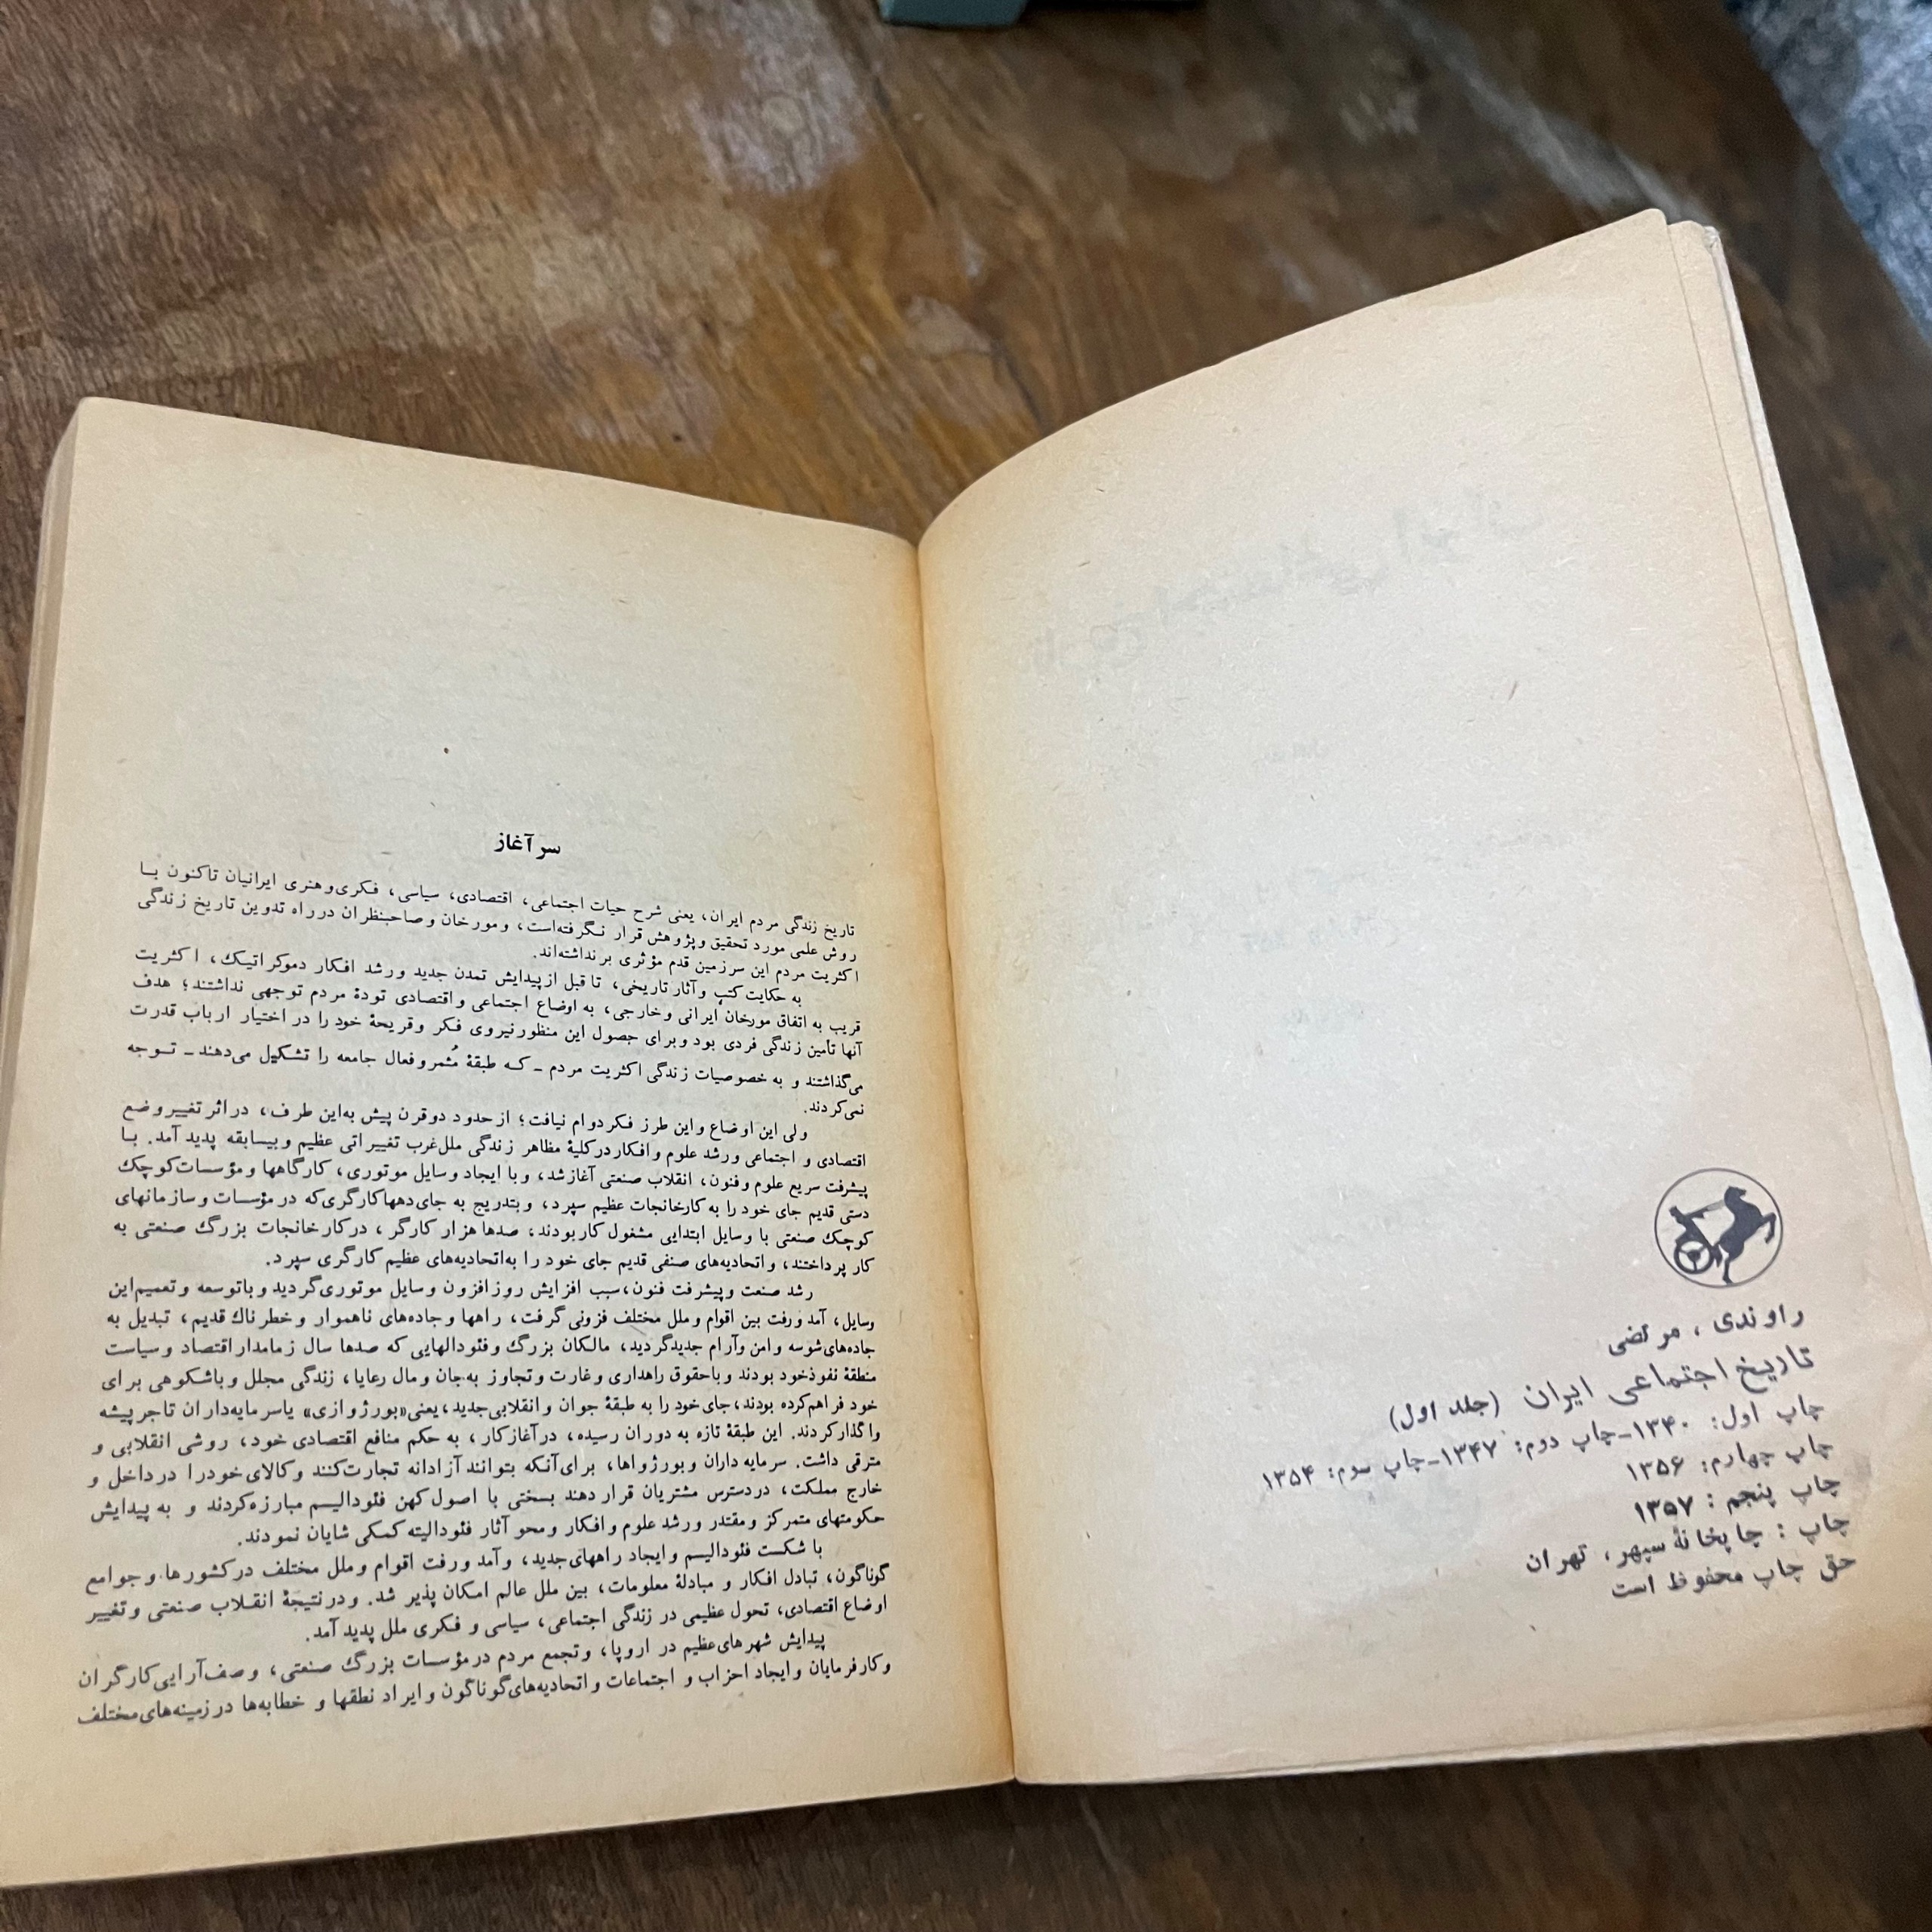 راوندی، مرتضی
تاریخ اجتماعی ایران (جلد اول)
چاپ اول: ۱۳۴۰ـ چاپ دوم: ۱۳۴۷ـ چاپ سوم: ۱۳۵۴
چاپ چهارم: ۱۳۵۶
چاپ پنجم: ۱۳۵۷
چاپ: چاپخانهٔ سپهر، تهران
حق چاپ محفوظ است
سرآغاز
تاریخ زندگی مردم ایران، یعنی شرح حیات اجتماعی، اقتصادی، سیاسی، فکری و هنری ایرانیان تاکنون بـا
روش علمی مورد تحقیق و پژوهش قرار نگرفته‌است، و مورخان و صاحبنظران در راه تدوین تاریخ زندگی
اکثریت مردم این سرزمین قدم مؤثری برنداشته‌اند.
به حکایت کتب و آثار تاریخی، تا قبل از پیدایش تمدن جدید و رشد افکار دموکراتیك، اکثریت
قریب به اتفاق مورخان ایرانی و خارجی، به اوضاع اجتماعی و اقتصادی تودهٔ مردم توجهی نداشتند؛ هدف
آنها تأمین زندگی فردی بود و برای حصول این منظور نیروی فکر و قریحهٔ خود را در اختیار ارباب قدرت
می‌گذاشتند و به خصوصیات زندگی اکثریت مردم ـ کـه طبقهٔ مُثمر و فعال جامعه را تشکیل می‌دهند ـ تـوجه
نمی‌کردند.
ولی این اوضاع و این طرز فکر دوام نیافت؛ از حدود دو قرن پیش به‌این طرف، در اثر تغییر وضع
اقتصادی و اجتماعی و رشد علوم و افکار در کلیهٔ مظاهر زندگی ملل غرب تغییراتی عظیم و بیسابقه پدید آمد. بـا
پیشرفت سریع علوم و فنون، انقلاب صنعتی آغاز شد، و با ایجاد وسایل موتوری، کارگاهها و مؤسسات کوچك
دستی قدیم جای خود را به کارخانجات عظیم سپرد، و بتدریج به جای دهها کارگری که در مؤسسات و سازمانهای
کوچك صنعتی با وسایل ابتدایی مشغول کار بودند، صدها هزار کارگر، در کارخانجات بزرگ صنعتی به
کار پرداختند، و اتحادیه‌های صنفی قدیم جای خود را به‌اتحادیه‌های عظیم کارگری سپرد.
رشد صنعت و پیشرفت فنون، سبب افزایش روزافزون وسایل موتوری گردید و با توسعه و تعمیم این
وسایل، آمد و رفت بین اقوام و ملل مختلف فزونی گرفت، راهها و جاده‌های ناهموار و خطرناك قدیم، تبدیل به
جاده‌های شوسه و امن و آرام جدید گردید، مالکان بزرگ و فئودالهایی که صدها سال زمامدار اقتصاد و سیاست
منطقهٔ نفوذ خود بودند و با حقوق راهداری و غارت و تجاوز به‌جان و مال رعایا، زندگی مجلل و باشکوهی برای
خود فراهم کرده بودند، جای خود را به طبقهٔ جوان و انقلابی جدید، یعنی «بورژوازی» یا سرمایه‌داران تاجر پیشه
واگذار کردند. این طبقهٔ تازه به دوران رسیده، در آغاز کار، به حکم منافع اقتصادی خود، روشی انقلابی و
مترقی داشت. سرمایه داران و بورژواها، برای‌آنکه بتوانند آزادانه تجارت کنند و کالای خود را در داخل و
خارج مملکت، در دسترس مشتریان قرار دهند بسختی با اصول کهن فئودالیسم مبارزه کردند و به پیدایش
حکومتهای متمرکز و مقتدر و رشد علوم و افکار و محو آثار فئودالیته کمکی شایان نمودند.
با شکست فئودالیسم و ایجاد راههای جدید، و آمد و رفت اقوام و ملل مختلف در کشورها و جوامع
گوناگون، تبادل افکار و مبادلهٔ معلومات، بین ملل عالم امکان پذیر شد. و در نتیجهٔ انقـلاب صنعتی و تغییر
اوضاع اقتصادی، تحول عظیمی در زندگی اجتماعی، سیاسی و فکری ملل پدید آمد.
پیدایش شهرهای عظیم در اروپا، و تجمع مردم در مؤسسات بزرگ صنعتی، و صف‌آرایی کارگران
و کارفرمایان و ایجاد احزاب و اجتماعات و اتحادیه‌های گوناگون و ایراد نطقها و خطابه‌ها در زمینه‌های مختلف